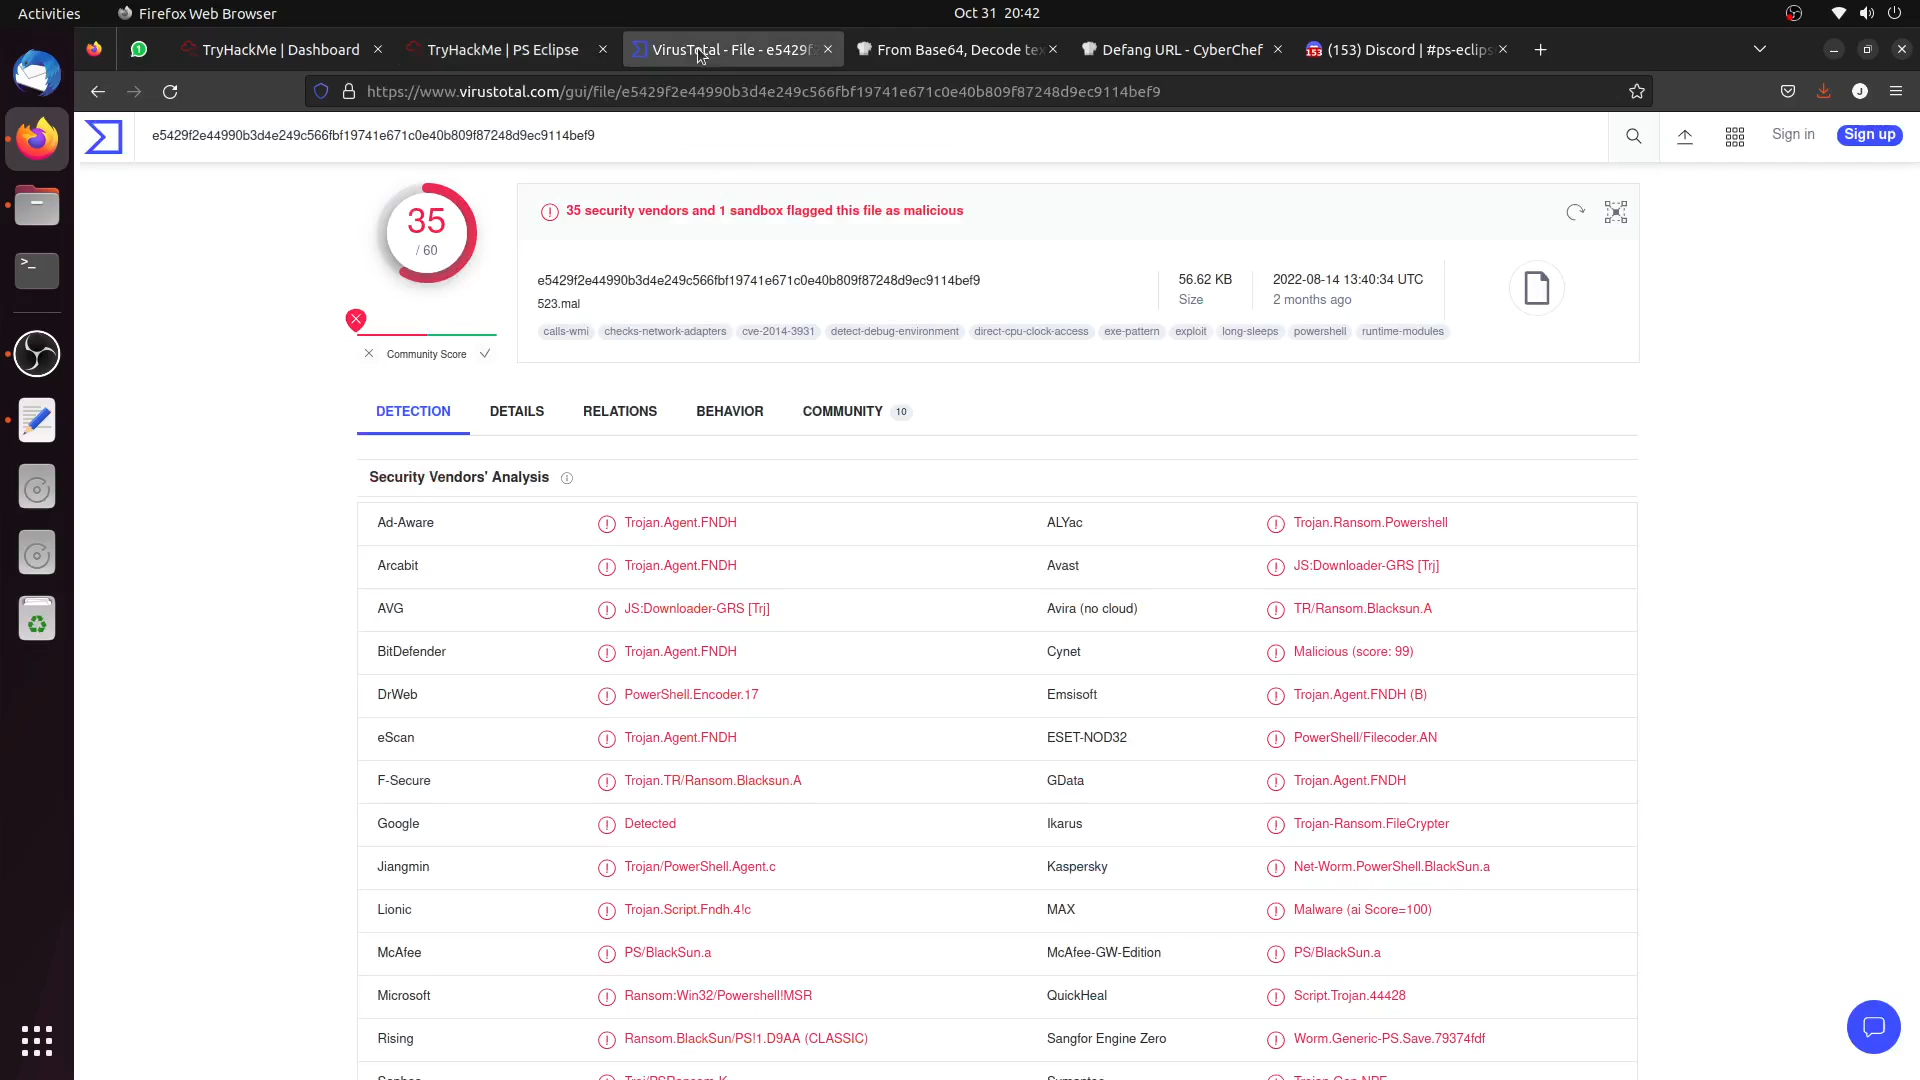 Activities
Firefox Web Browser
Oct 31 20:42
1
TryHackMe | Dashboard
TryHackMe | PS Eclipse
VirusTotal - File - e5429f
From Base64, Decode te
Defang URL - CyberChef
153
(153) Discord | #ps-eclips
https://www.virustotal.com/gui/file/e5429f2e44990b3d4e249c566fbf19741e671c0e40b809f87248d9ec9114bef9
J
e5429f2e44990b3d4e249c566fbf19741e671c0e40b809f87248d9ec9114bef9
Sign in
Sign up
35
/ 60
Community Score
35 security vendors and 1 sandbox flagged this file as malicious
e5429f2e44990b3d4e249c566fbf19741e671c0e40b809f87248d9ec9114bef9
523.mal
56.62 KB
Size
2022-08-14 13:40:34 UTC
2 months ago
calls-wmi checks-network-adapters cve-2014-3931 detect-debug-environment direct-cpu-clock-access exe-pattern exploit long-sleeps powershell runtime-modules
DETECTION DETAILS RELATIONS BEHAVIOR COMMUNITY 10
Security Vendors' Analysis
Ad-Aware Trojan.Agent.FNDH ALYac Trojan.Ransom.Powershell
Arcabit Trojan.Agent.FNDH Avast JS:Downloader-GRS [Trj]
AVG JS:Downloader-GRS [Trj] Avira (no cloud) TR/Ransom.Blacksun.A
BitDefender Trojan.Agent.FNDH Cynet Malicious (score: 99)
DrWeb PowerShell.Encoder.17 Emsisoft Trojan.Agent.FNDH (B)
eScan Trojan.Agent.FNDH ESET-NOD32 PowerShell/Filecoder.AN
F-Secure Trojan.TR/Ransom.Blacksun.A GData Trojan.Agent.FNDH
Google Detected Ikarus Trojan-Ransom.FileCrypter
Jiangmin Trojan/PowerShell.Agent.c Kaspersky Net-Worm.PowerShell.BlackSun.a
Lionic Trojan.Script.Fndh.4!c MAX Malware (ai Score=100)
McAfee PS/BlackSun.a McAfee-GW-Edition PS/BlackSun.a
Microsoft Ransom:Win32/Powershell!MSR QuickHeal Script.Trojan.44428
Rising Ransom.BlackSun/PS!1.D9AA (CLASSIC) Sangfor Engine Zero Worm.Generic-PS.Save.79374fdf